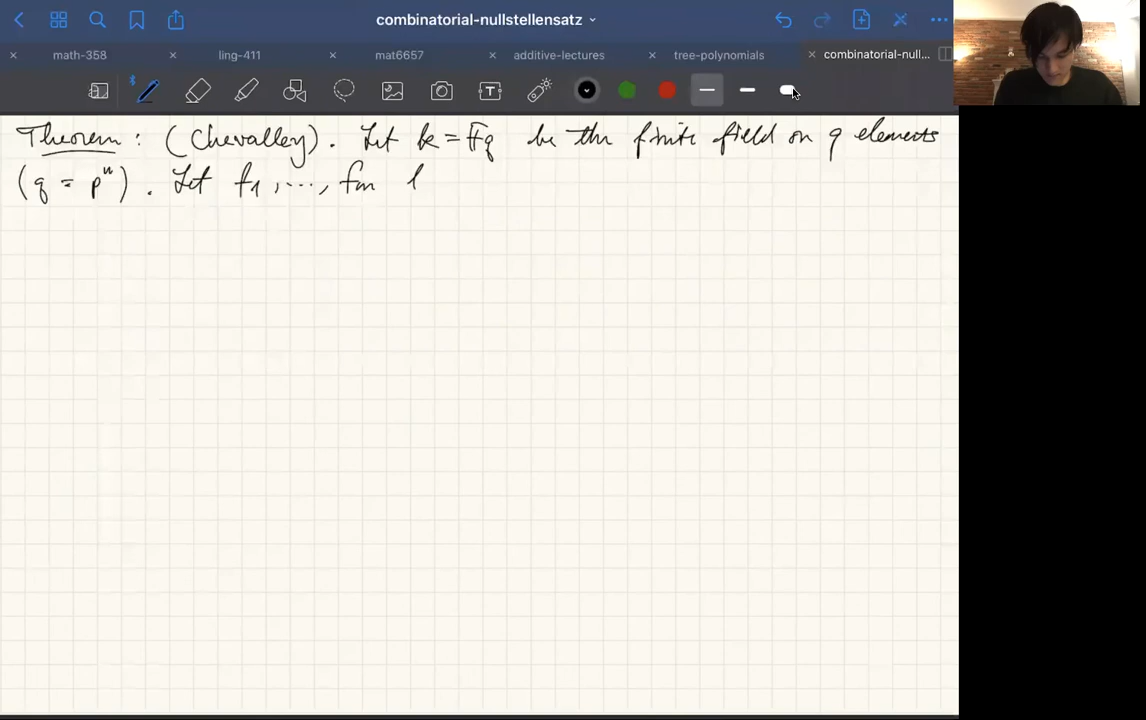 combinatorial-nullstellensatz
math-358
ling-411
mat6657
additive-lectures
tree-polynomials
combinatorial-null...
T
Theorem : (Chevalley). Let k = Fq be the finite field on q elements
(q = pⁿ). Let f1, ..., fm